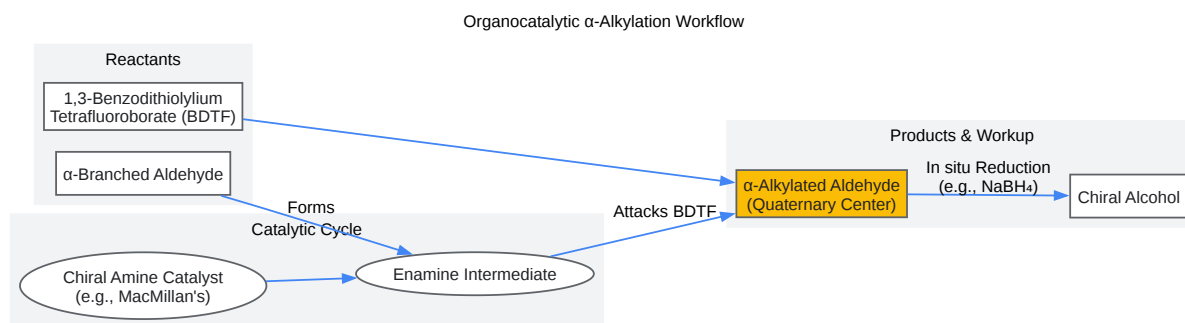 Organocatalytic α-Alkylation Workflow
Reactants
1,3-Benzodithiolylium
Tetrafluoroborate (BDTF)
α-Branched Aldehyde
Forms
Catalytic Cycle
Chiral Amine Catalyst
(e.g., MacMillan's)
Enamine Intermediate
Attacks BDTF
Products & Workup
α-Alkylated Aldehyde
(Quaternary Center)
In situ Reduction
(e.g., NaBH₄)
Chiral Alcohol